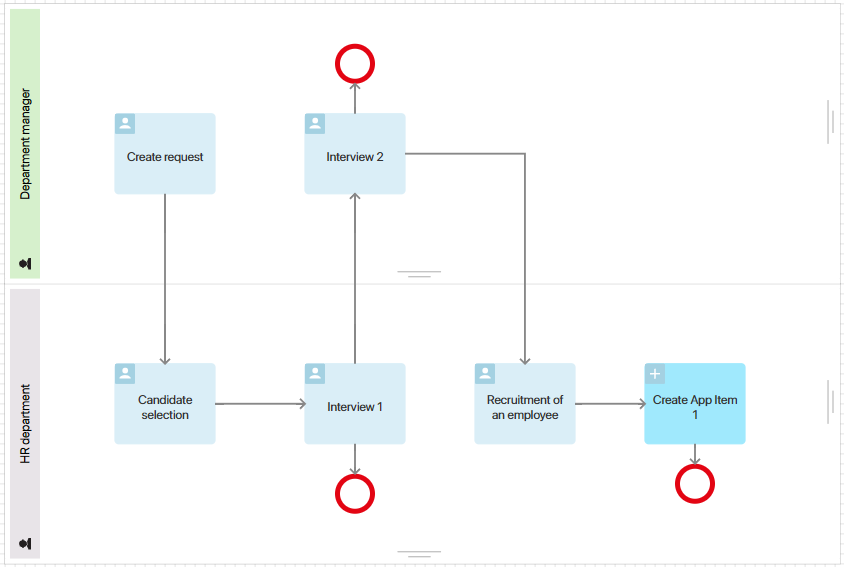 Department manager
Create request
Interview 2
HR department
Candidate
selection
Interview 1
Recruitment of
an employee
Create App Item
1